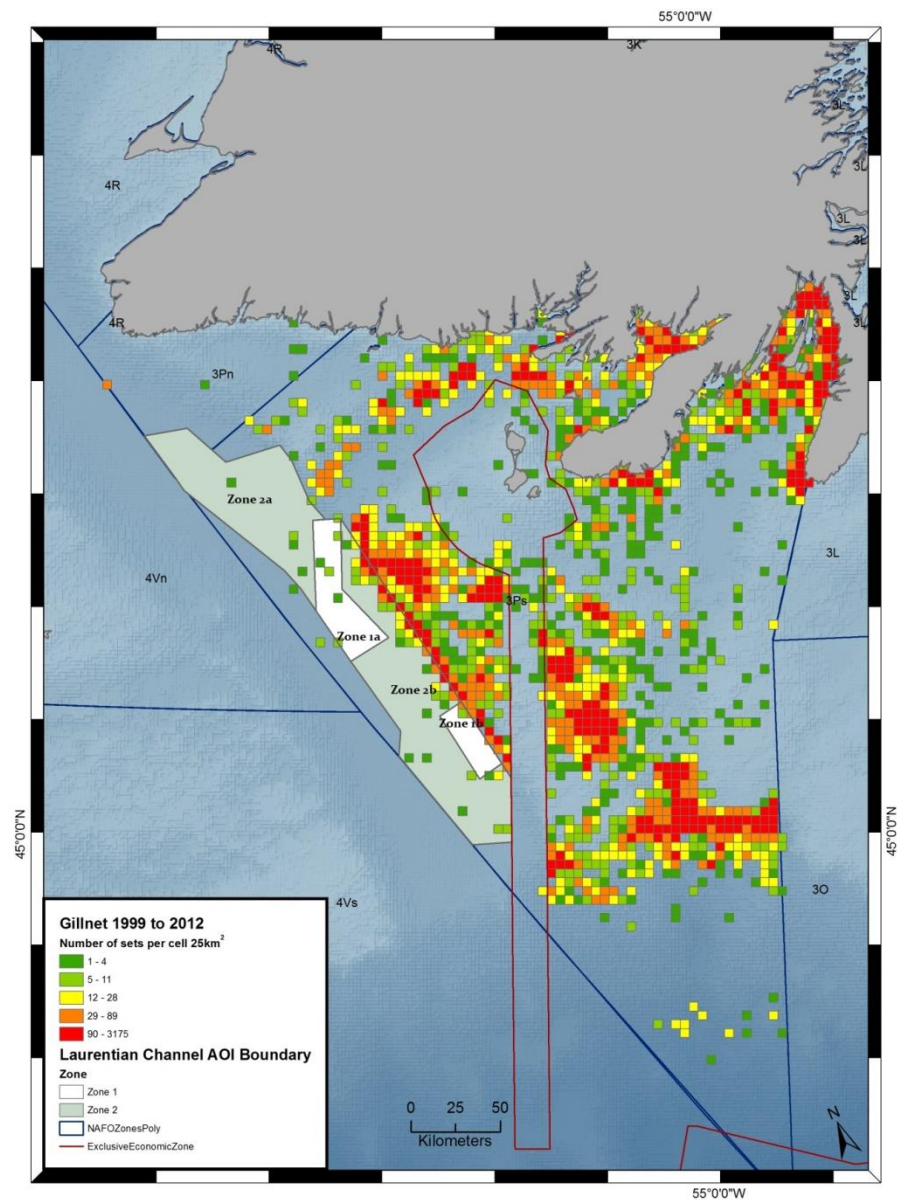 55°0'0"W
4R
3K
3L
3L
4R
3L
3L
3L
4R
3L
3Pn
Zone 2a
3L
4Vn
3Ps
Zone 1a
Zone 2b
Zone 1b
45°0'0"N
45°0'0"N
3O
4Vs
Gillnet 1999 to 2012
Number of sets per cell 25km²
1 - 4
5 - 11
12 - 28
29 - 89
90 - 3175
Laurentian Channel AOI Boundary
Zone
Zone 1
Zone 2
NAFOZonesPoly
ExclusiveEconomicZone
0 25 50
Kilometers
N
55°0'0"W